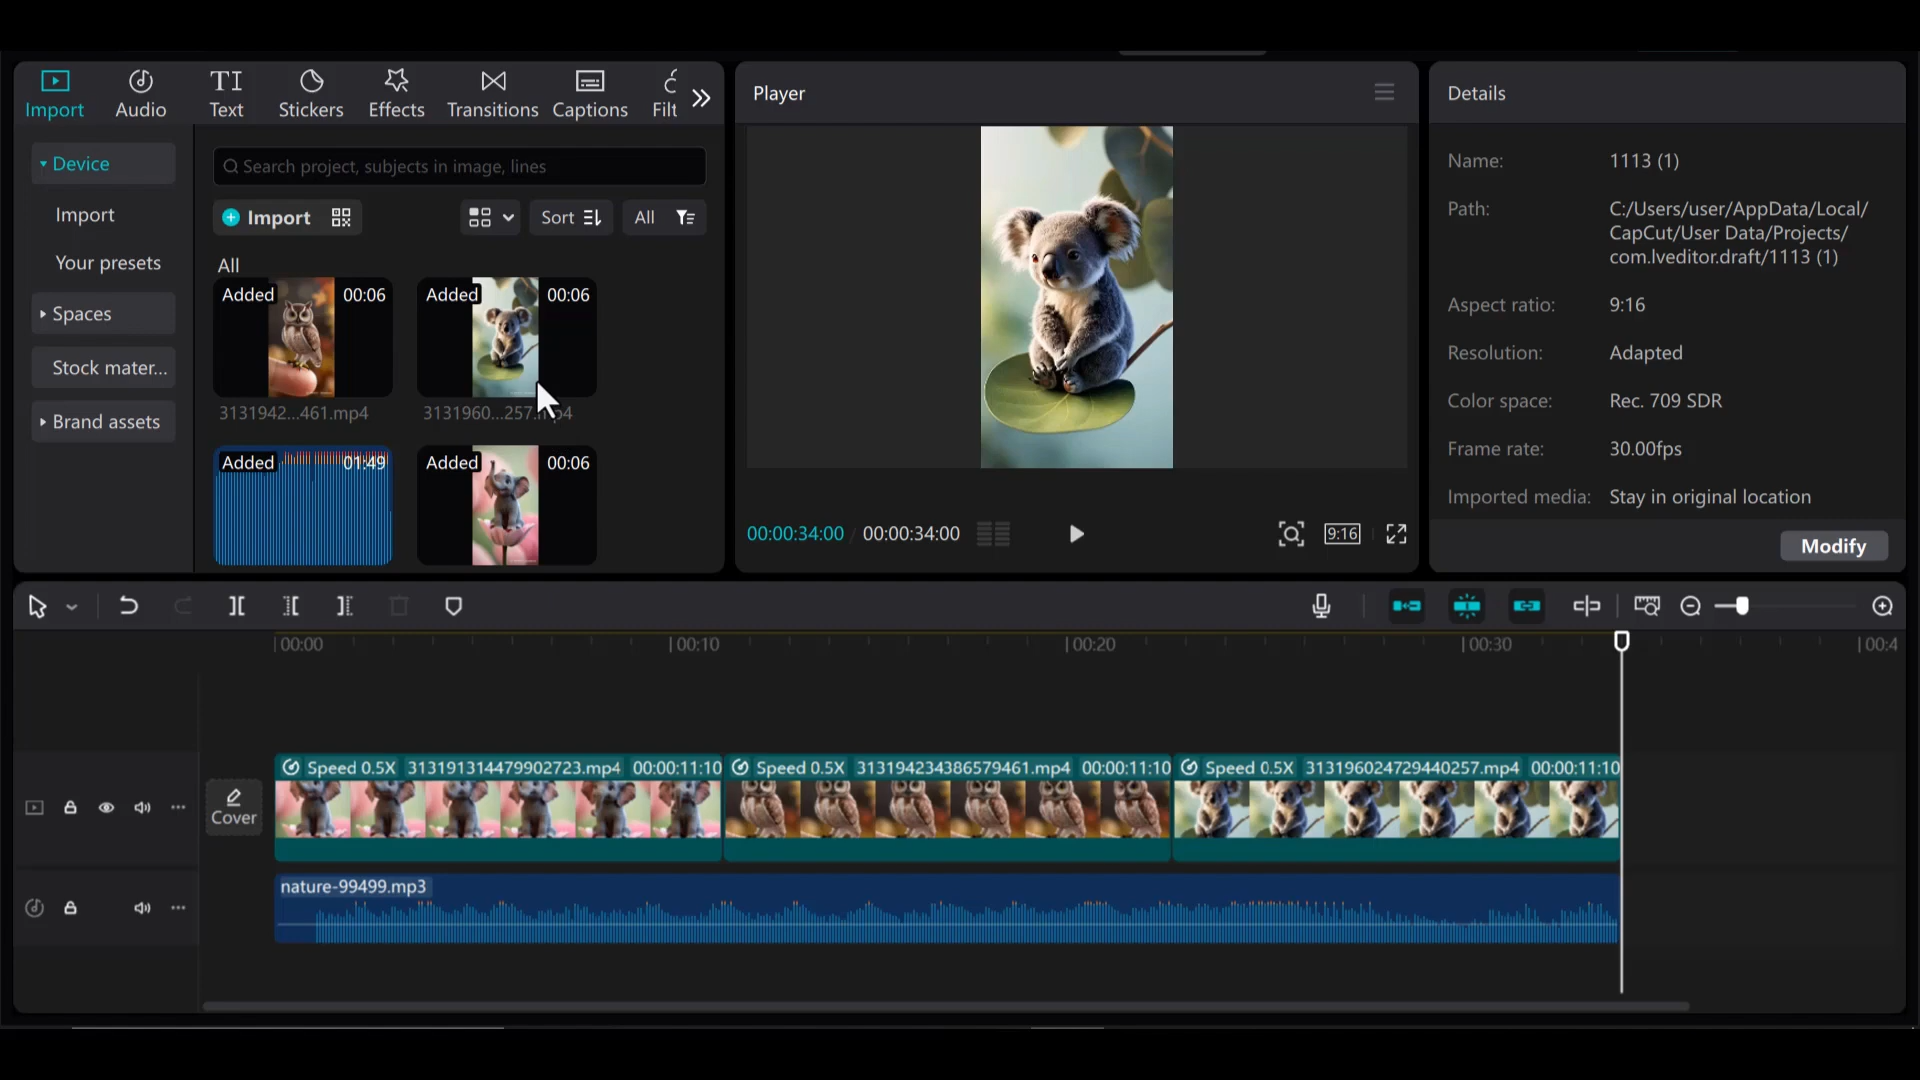 Import
Audio
Text
Stickers
Effects
Transitions
Captions
Filt
Device
Import
Your presets
Spaces
Stock mater...
Brand assets
Search project, subjects in image, lines
Import
Sort
All
All
Added 00:06
3131942...461.mp4
Added 00:06
3131960...257.mp4
Added 01:49
Added 00:06
Player
00:00:34:00 / 00:00:34:00
9:16
Details
Name: 1113 (1)
Path: C:/Users/user/AppData/Local/
CapCut/User Data/Projects/
com.lveditor.draft/1113 (1)
Aspect ratio: 9:16
Resolution: Adapted
Color space: Rec. 709 SDR
Frame rate: 30.00fps
Imported media: Stay in original location
Modify
00:00 00:10 00:20 00:30 00:4
Cover
Speed 0.5X 313191314479902723.mp4 00:00:11:10
Speed 0.5X 313194234386579461.mp4 00:00:11:10
Speed 0.5X 313196024729440257.mp4 00:00:11:10
nature-99499.mp3